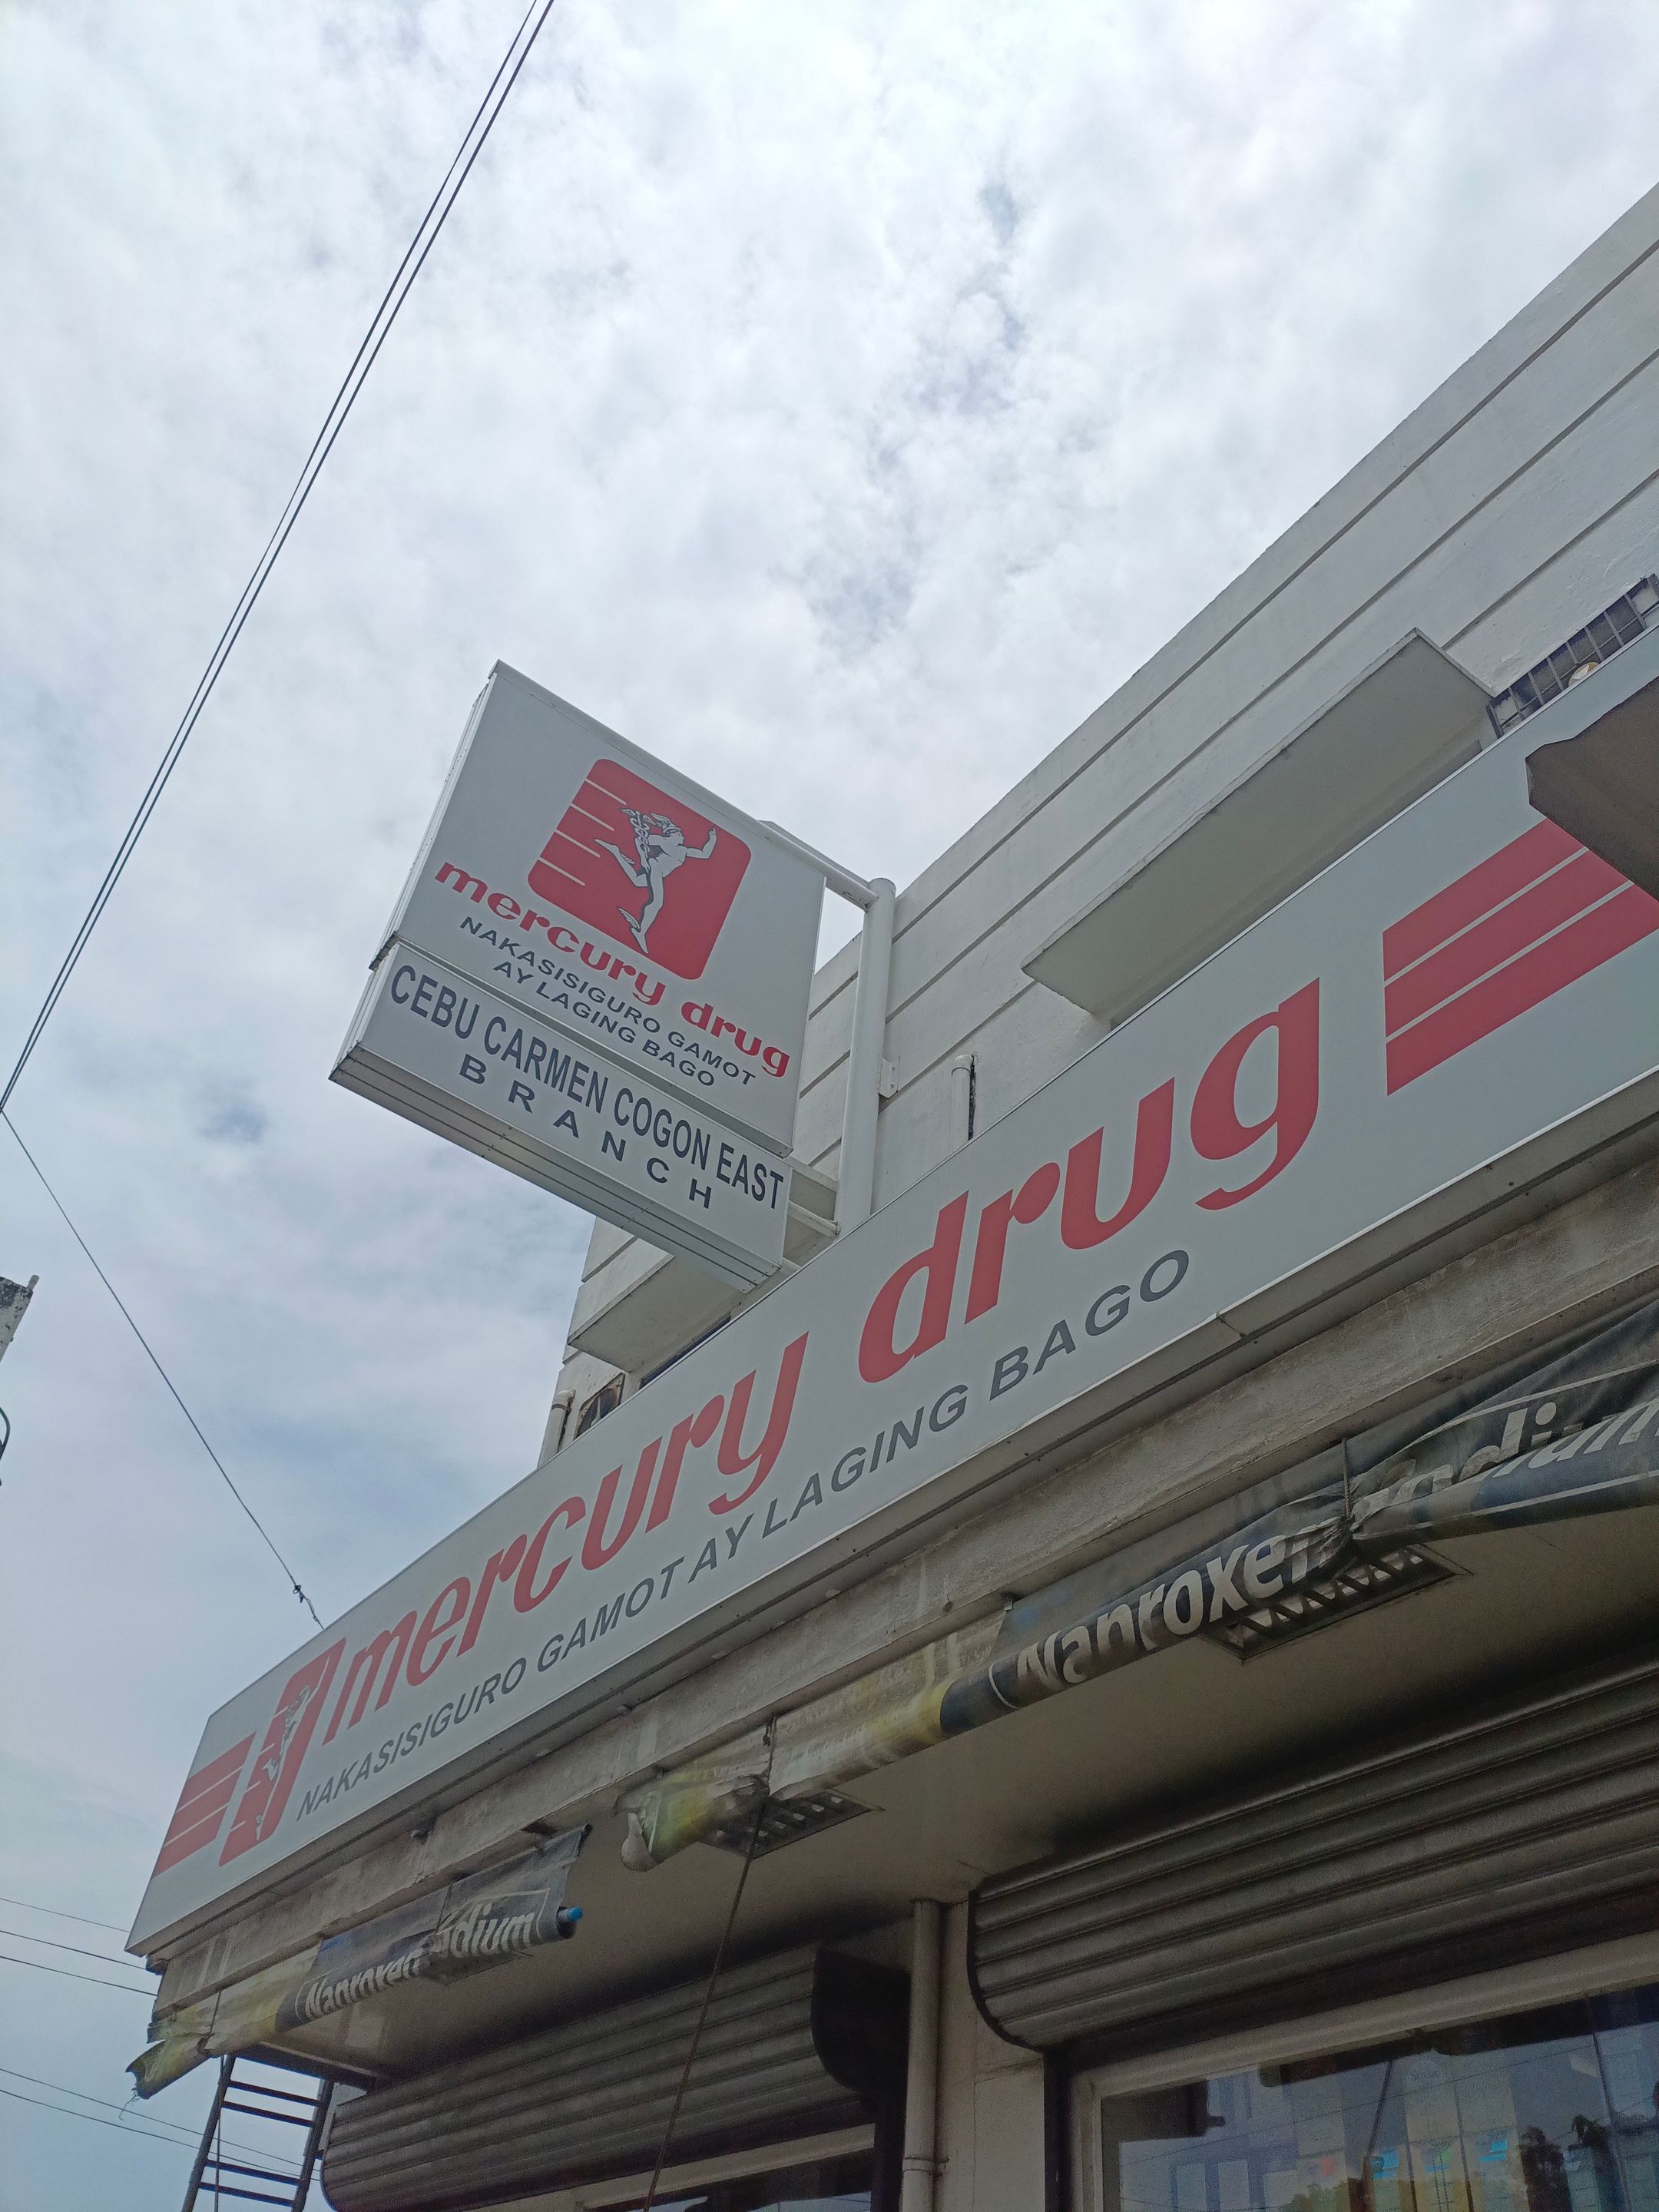 mercury drug
NAKASISIGURO GAMOT
AY LAGING BAGO
CEBU CARMEN COGON EAST
BRANCH
mercury drug
NAKASISIGURO GAMOT AY LAGING BAGO
Naproxen
Naproxen